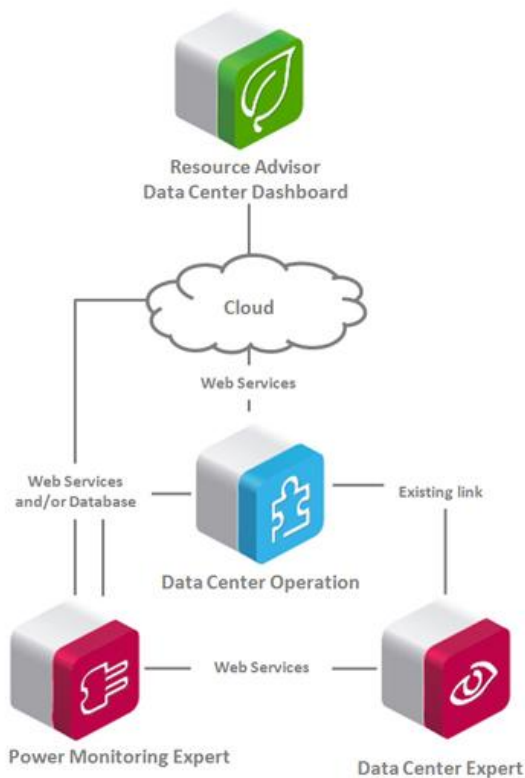 Resource Advisor
Data Center Dashboard
Cloud
Web Services
Web Services
and/or Database
Existing link
Data Center Operation
Web Services
Power Monitoring Expert
Data Center Expert